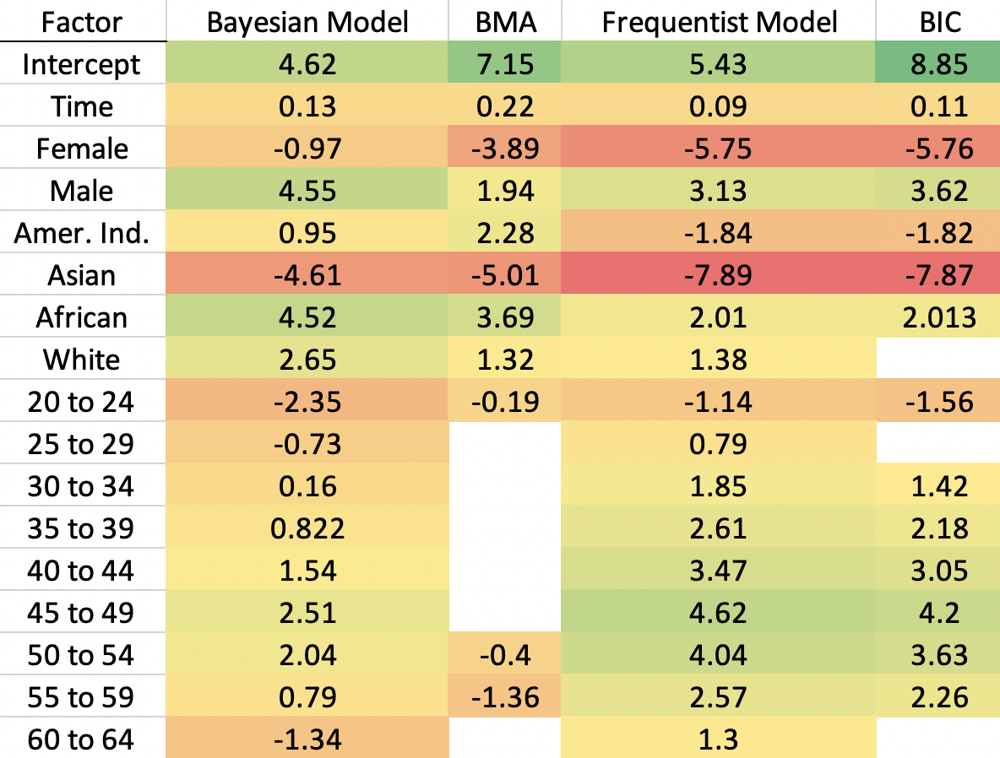 Factor Bayesian Model BMA Frequentist Model BIC
Intercept 4.62 7.15 5.43 8.85
Time 0.13 0.22 0.09 0.11
Female -0.97 -3.89 -5.75 -5.76
Male 4.55 1.94 3.13 3.62
Amer. Ind. 0.95 2.28 -1.84 -1.82
Asian -4.61 -5.01 -7.89 -7.87
African 4.52 3.69 2.01 2.013
White 2.65 1.32 1.38
20 to 24 -2.35 -0.19 -1.14 -1.56
25 to 29 -0.73 0.79
30 to 34 0.16 1.85 1.42
35 to 39 0.822 2.61 2.18
40 to 44 1.54 3.47 3.05
45 to 49 2.51 4.62 4.2
50 to 54 2.04 -0.4 4.04 3.63
55 to 59 0.79 -1.36 2.57 2.26
60 to 64 -1.34 1.3